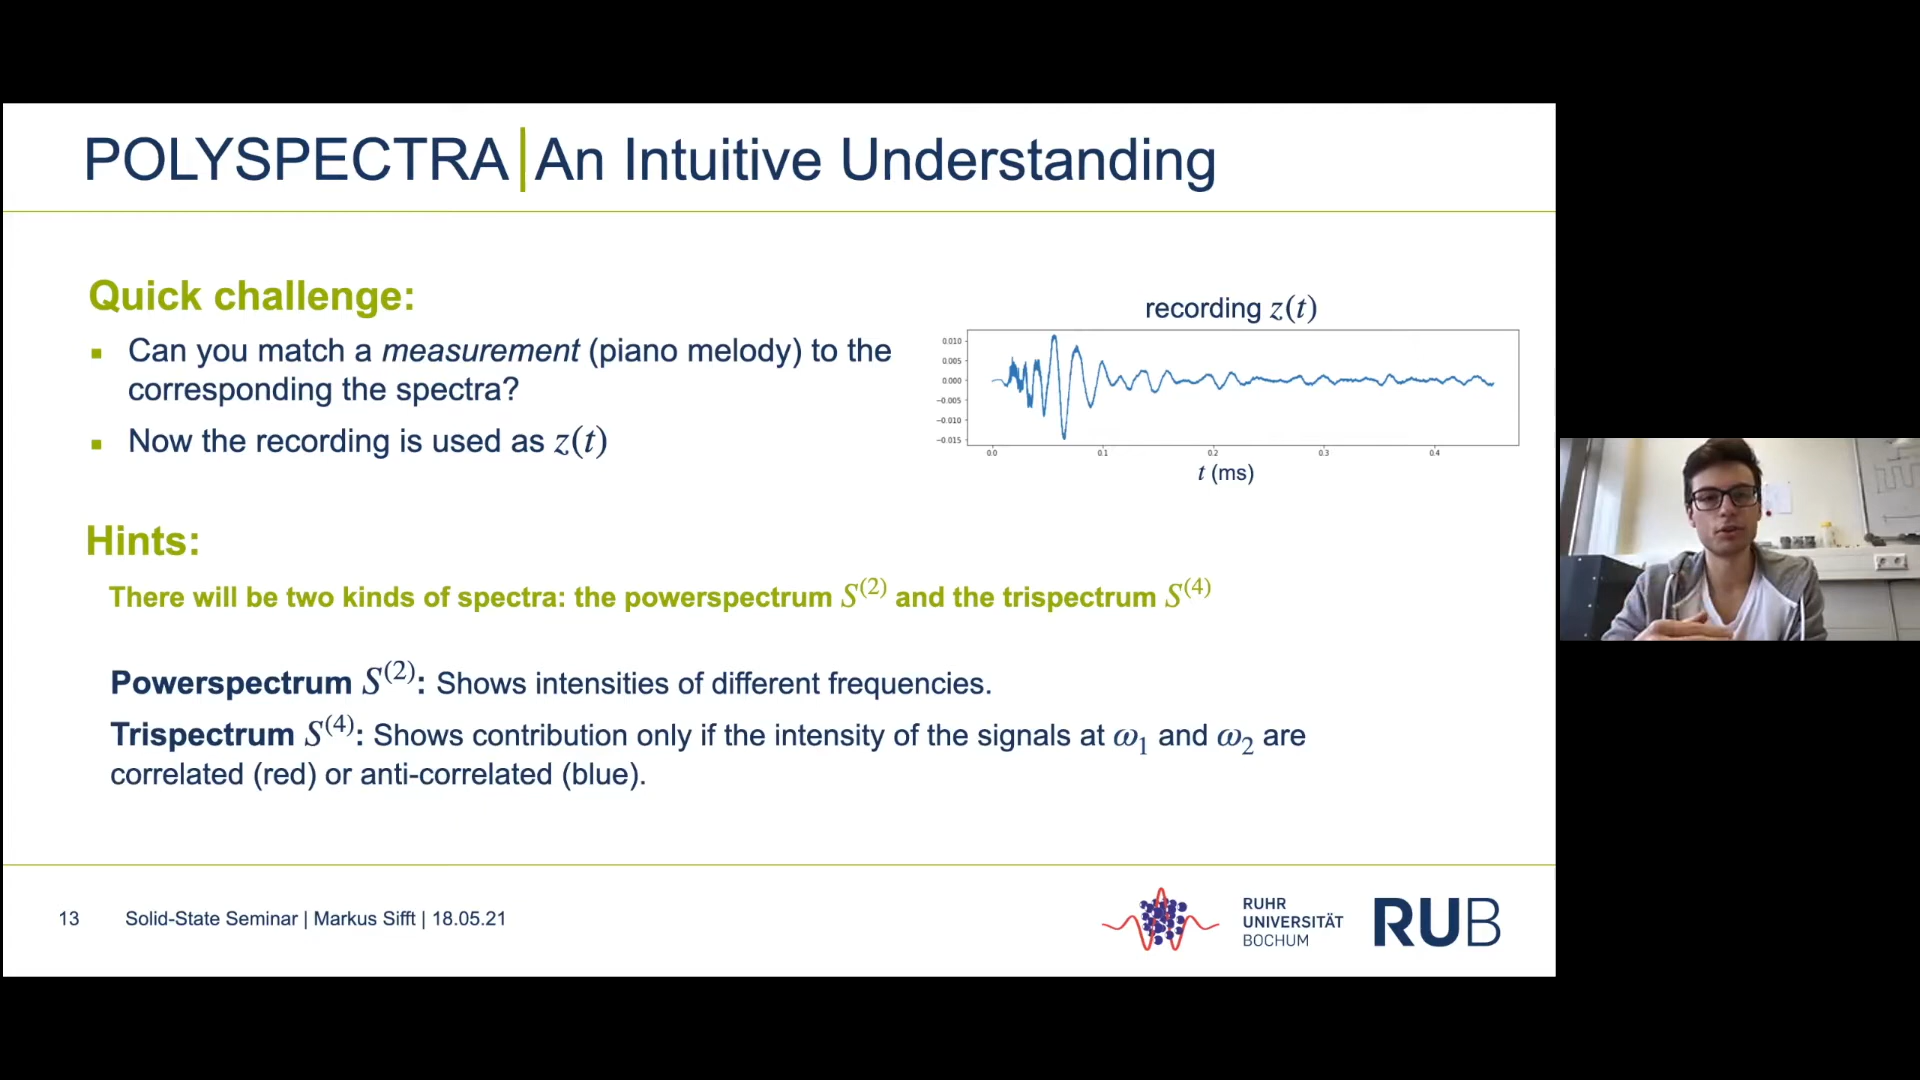 POLYSPECTRA|An Intuitive Understanding
Quick challenge:
▪ Can you match a measurement (piano melody) to the
corresponding the spectra?
▪ Now the recording is used as z(t)
recording z(t)
0.010
0.005
0.000
−0.005
−0.010
−0.015
0.0 0.1 0.2 0.3 0.4
t (ms)
Hints:
There will be two kinds of spectra: the powerspectrum S⁽²⁾ and the trispectrum S⁽⁴⁾
Powerspectrum S⁽²⁾: Shows intensities of different frequencies.
Trispectrum S⁽⁴⁾: Shows contribution only if the intensity of the signals at ω₁ and ω₂ are
correlated (red) or anti-correlated (blue).
13 Solid-State Seminar | Markus Sifft | 18.05.21
RUHR
UNIVERSITÄT
BOCHUM
RUB